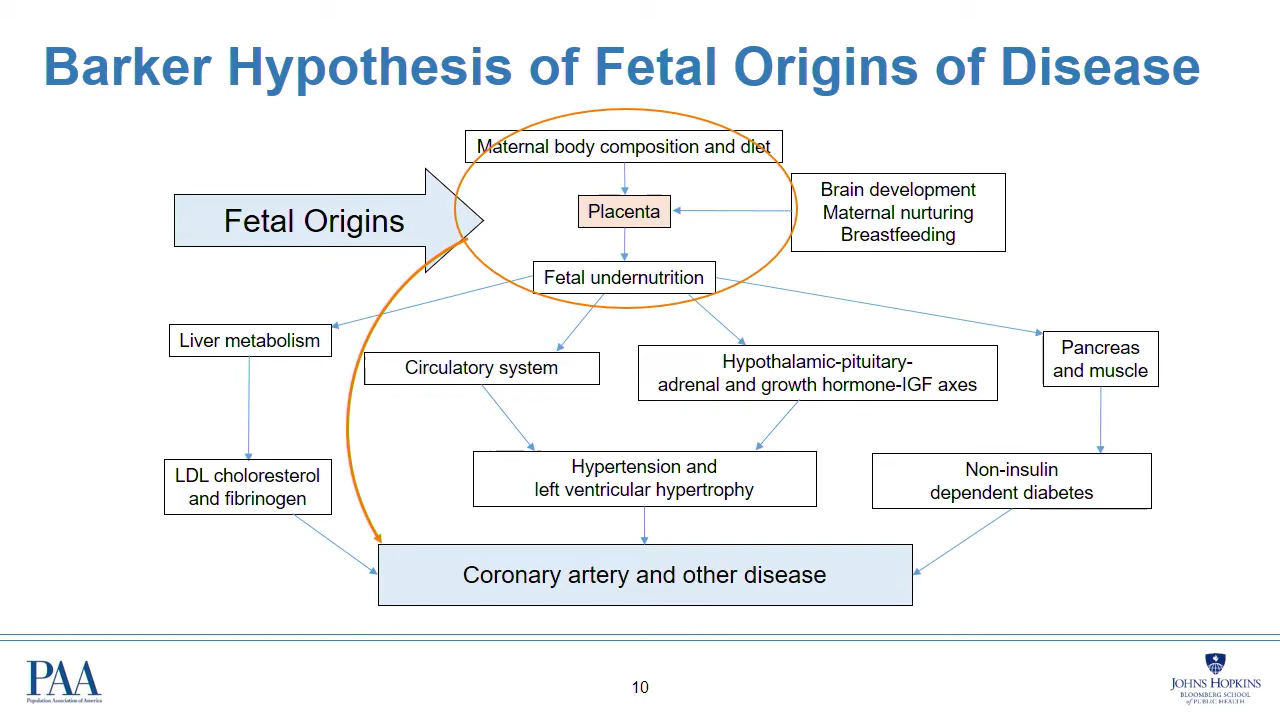 Barker Hypothesis of Fetal Origins of Disease
Maternal body composition and diet
Fetal Origins
Placenta
Brain development
Maternal nurturing
Breastfeeding
Fetal undernutrition
Liver metabolism
Circulatory system
Hypothalamic-pituitary-
adrenal and growth hormone-IGF axes
Pancreas
and muscle
LDL choloresterol
and fibrinogen
Hypertension and
left ventricular hypertrophy
Non-insulin
dependent diabetes
Coronary artery and other disease
PAA
Population Association of America
10
JOHNS HOPKINS
BLOOMBERG SCHOOL
of PUBLIC HEALTH